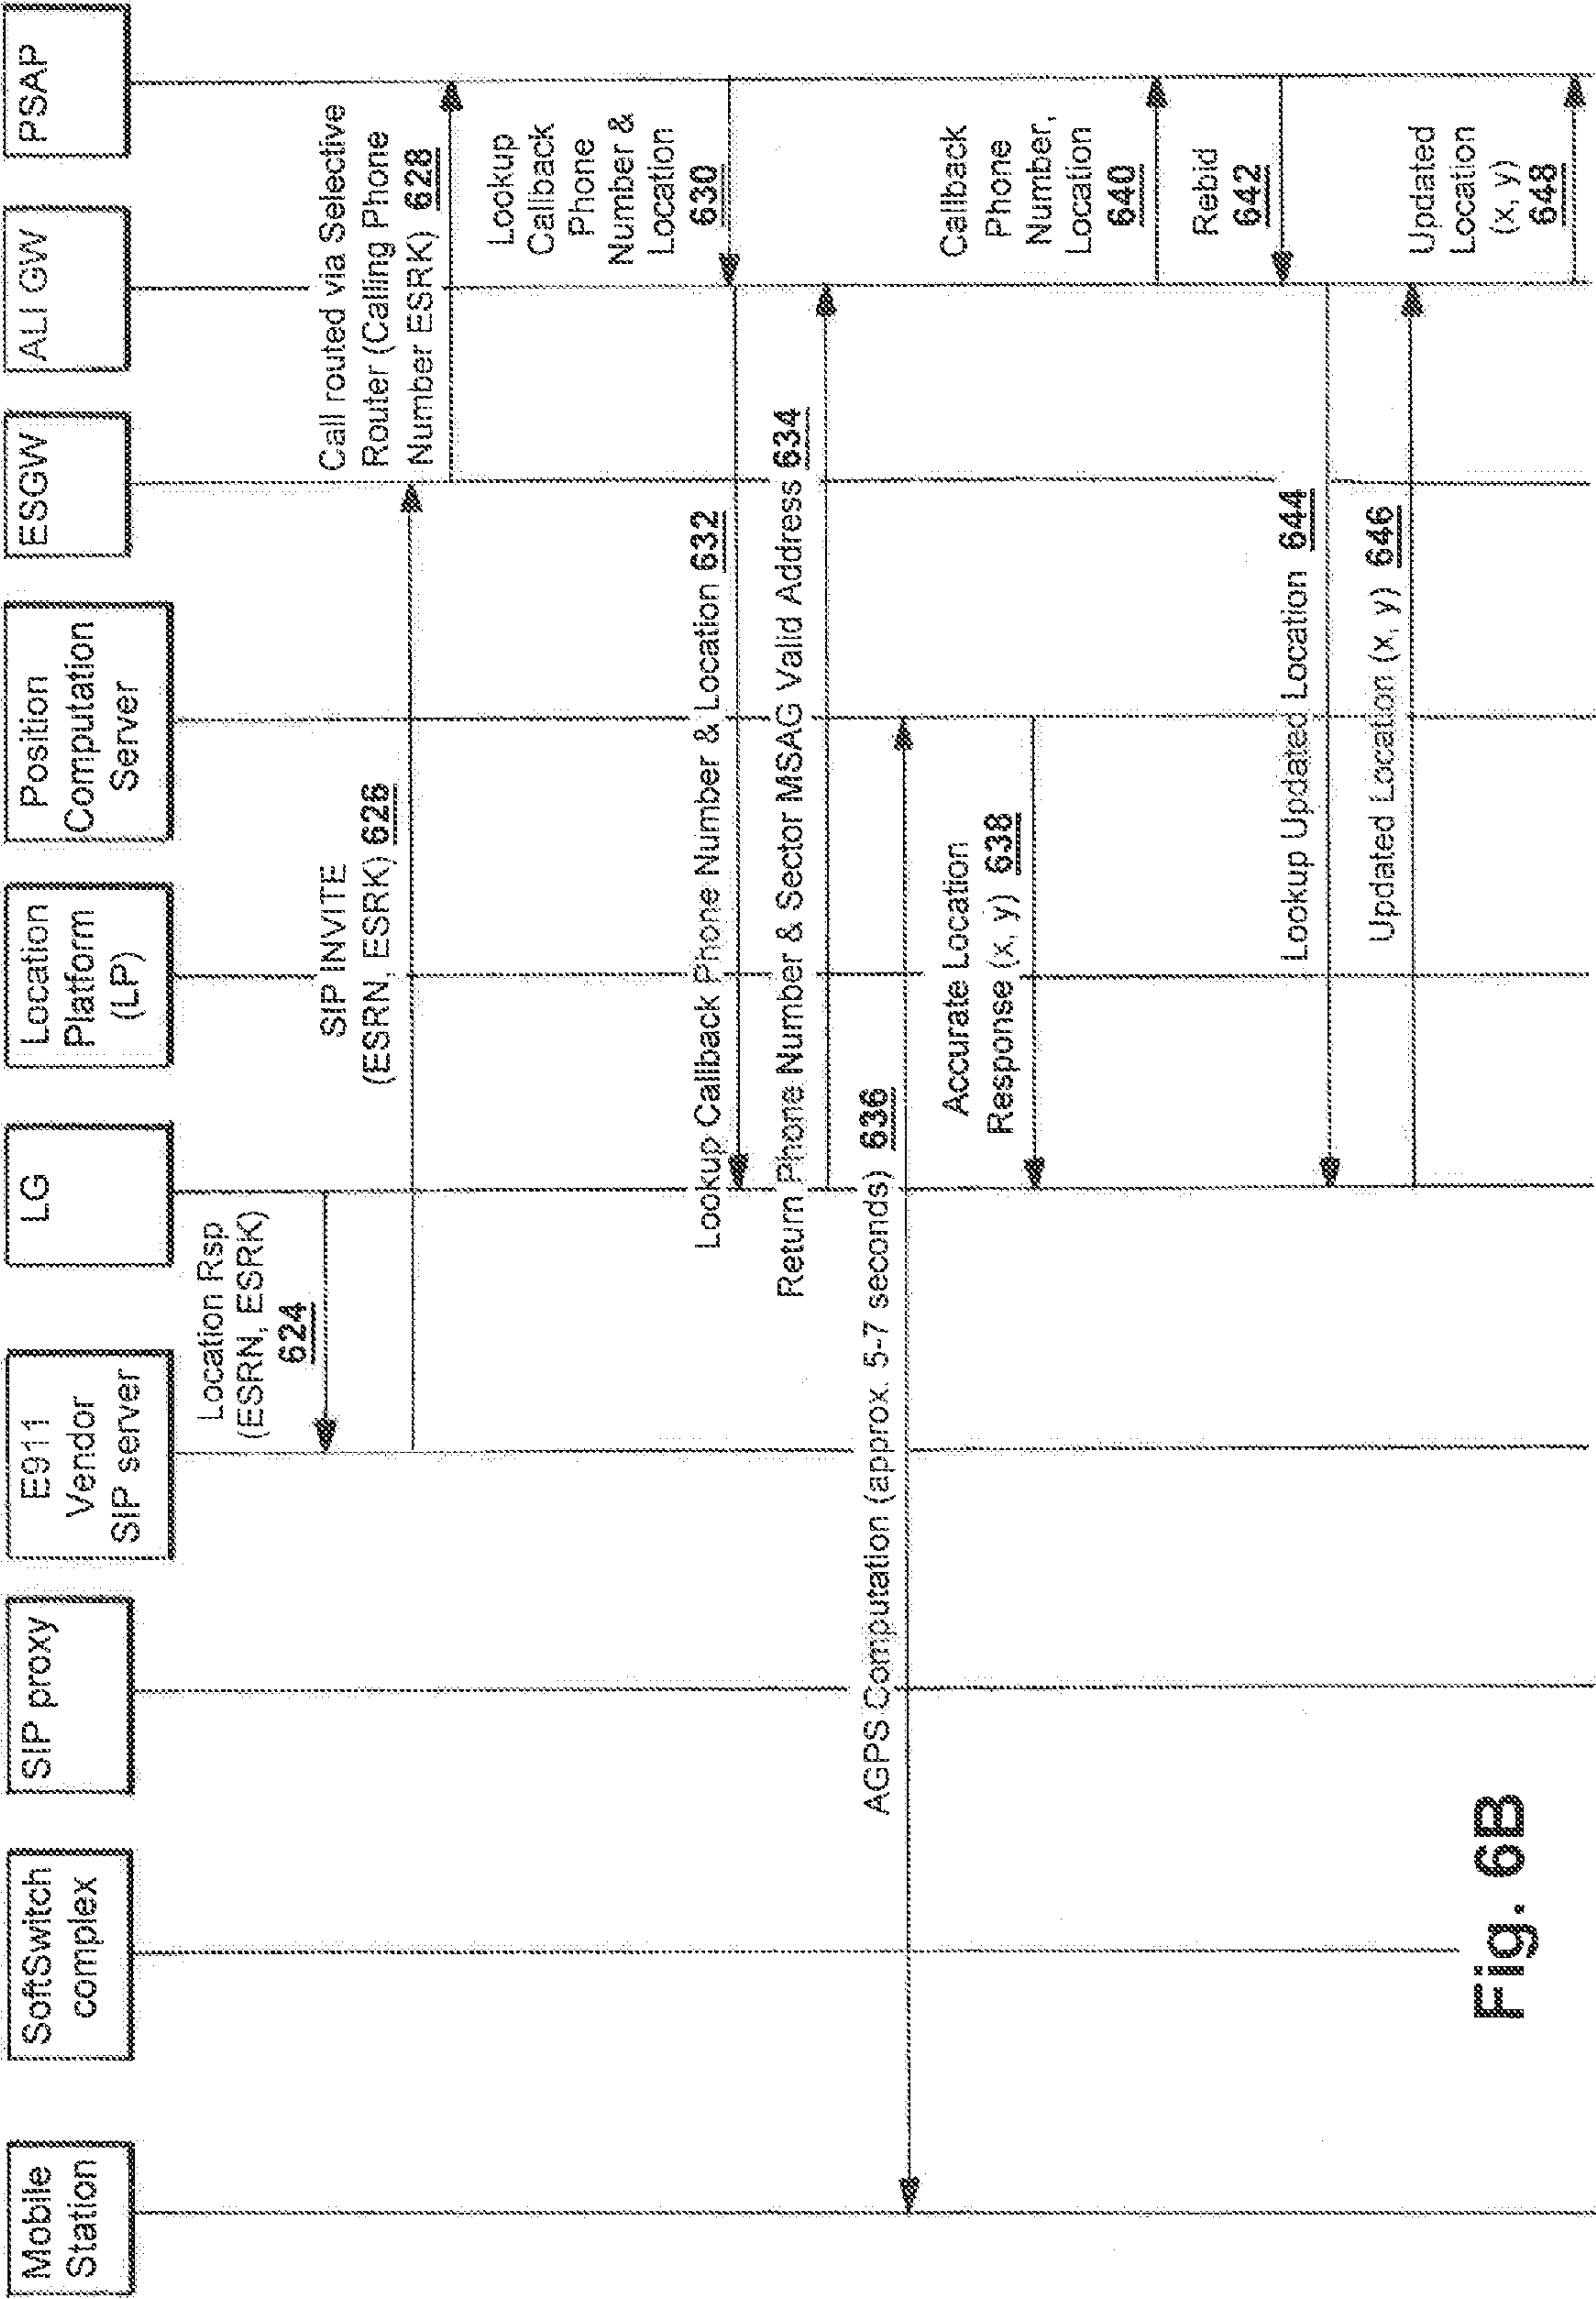 Mobile
Station
SoftSwitch
complex
SIP proxy
E911
Vendor
SIP server
LG
Location
Platform
(LP)
Position
Computation
Server
ESGW
ALI GW
PSAP
Location Rsp
(ESRN, ESRK)
624
SIP INVITE
(ESRN, ESRK) 626
Call routed via Selective
Router (Calling Phone
Number ESRK) 628
Lookup
Callback
Phone
Number &
Location
630
Lookup Callback Phone Number & Location 632
Return Phone Number & Sector MSAG Valid Address 634
AGPS Computation (approx. 5-7 seconds) 636
Accurate Location
Response (x, y) 638
Callback
Phone
Number,
Location
640
Rebid
642
Lookup Updated Location 644
Updated Location (x, y) 646
Updated
Location
(x, y)
648
Fig. 6B